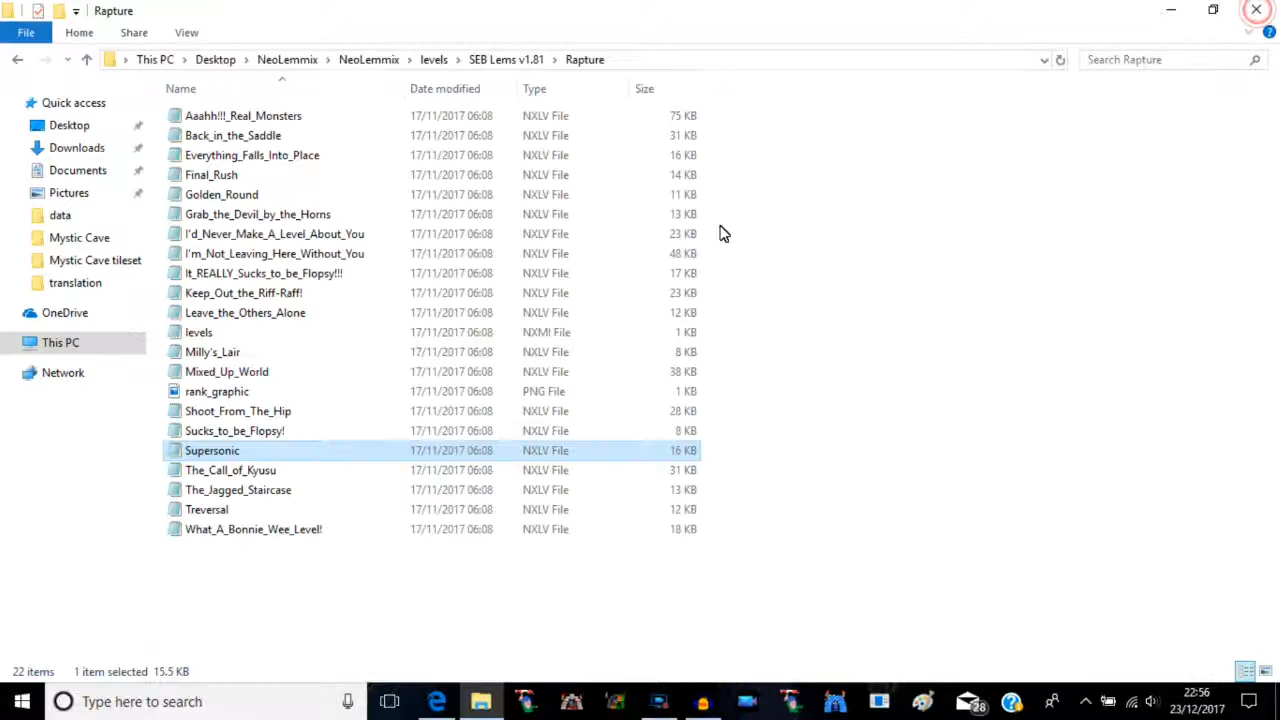 Rapture
File Home Share View
This PC Desktop NeoLemmix NeoLemmix levels SEB Lems v1.81 Rapture Search Rapture
Name Date modified Type Size
Quick access
Desktop
Downloads
Documents
Pictures
data
Mystic Cave
Mystic Cave tileset
translation
OneDrive
This PC
Network
Aaahh!!!_Real_Monsters 17/11/2017 06:08 NXLV File 75 KB
Back_in_the_Saddle 17/11/2017 06:08 NXLV File 31 KB
Everything_Falls_Into_Place 17/11/2017 06:08 NXLV File 16 KB
Final_Rush 17/11/2017 06:08 NXLV File 14 KB
Golden_Round 17/11/2017 06:08 NXLV File 11 KB
Grab_the_Devil_by_the_Horns 17/11/2017 06:08 NXLV File 13 KB
I'd_Never_Make_A_Level_About_You 17/11/2017 06:08 NXLV File 23 KB
I'm_Not_Leaving_Here_Without_You 17/11/2017 06:08 NXLV File 48 KB
It_REALLY_Sucks_to_be_Flopsy!!! 17/11/2017 06:08 NXLV File 17 KB
Keep_Out_the_Riff-Raff! 17/11/2017 06:08 NXLV File 23 KB
Leave_the_Others_Alone 17/11/2017 06:08 NXLV File 12 KB
levels 17/11/2017 06:08 NXMI File 1 KB
Milly's_Lair 17/11/2017 06:08 NXLV File 8 KB
Mixed_Up_World 17/11/2017 06:08 NXLV File 38 KB
rank_graphic 17/11/2017 06:08 PNG File 1 KB
Shoot_From_The_Hip 17/11/2017 06:08 NXLV File 28 KB
Sucks_to_be_Flopsy! 17/11/2017 06:08 NXLV File 8 KB
Supersonic 17/11/2017 06:08 NXLV File 16 KB
The_Call_of_Kyusu 17/11/2017 06:08 NXLV File 31 KB
The_Jagged_Staircase 17/11/2017 06:08 NXLV File 13 KB
Treversal 17/11/2017 06:08 NXLV File 12 KB
What_A_Bonnie_Wee_Level! 17/11/2017 06:08 NXLV File 18 KB
22 items 1 item selected 15.5 KB
Type here to search 28 22:56
23/12/2017